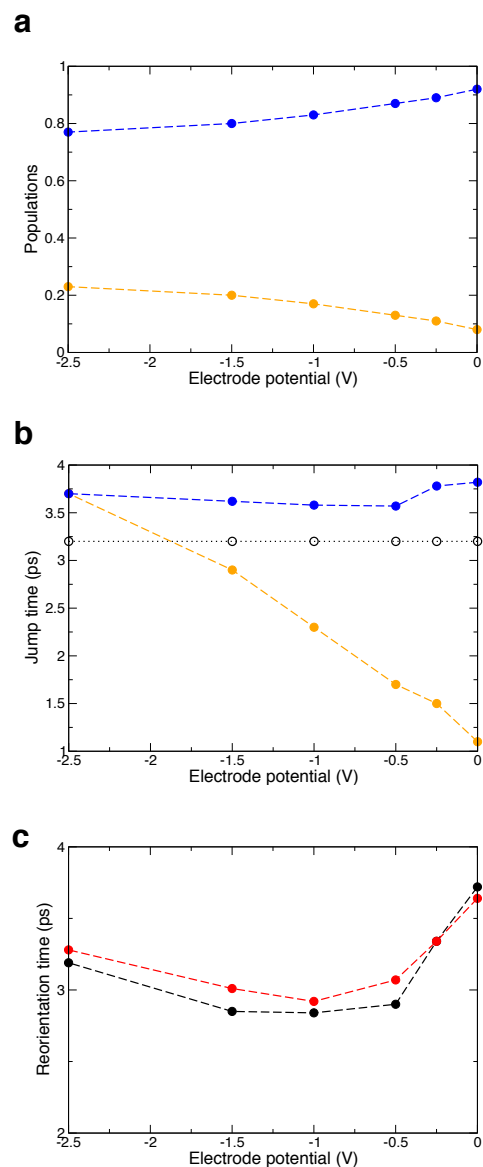 a
1
0.8
0.6
0.4
0.2
0
Populations
-2.5 -2 -1.5 -1 -0.5 0
Electrode potential (V)
b
4
3.5
3
2.5
2
1.5
1
Jump time (ps)
-2.5 -2 -1.5 -1 -0.5 0
Electrode potential (V)
c
4
3
2
Reorientation time (ps)
-2.5 -2 -1.5 -1 -0.5 0
Electrode potential (V)